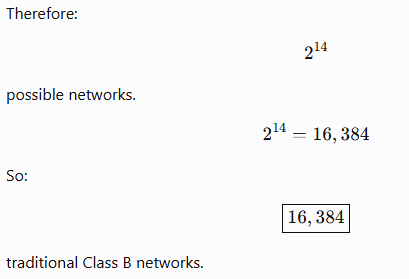 Therefore:
2^14
possible networks.
2^14 = 16,384
So:
16,384
traditional Class B networks.